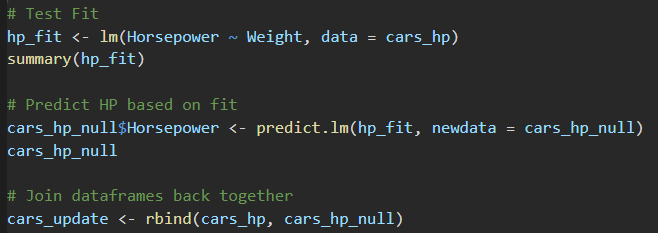 # Test Fit
hp_fit <- lm(Horsepower ~ Weight, data = cars_hp)
summary(hp_fit)
# Predict HP based on fit
cars_hp_null$Horsepower <- predict.lm(hp_fit, newdata = cars_hp_null)
cars_hp_null
# Join dataframes back together
cars_update <- rbind(cars_hp, cars_hp_null)